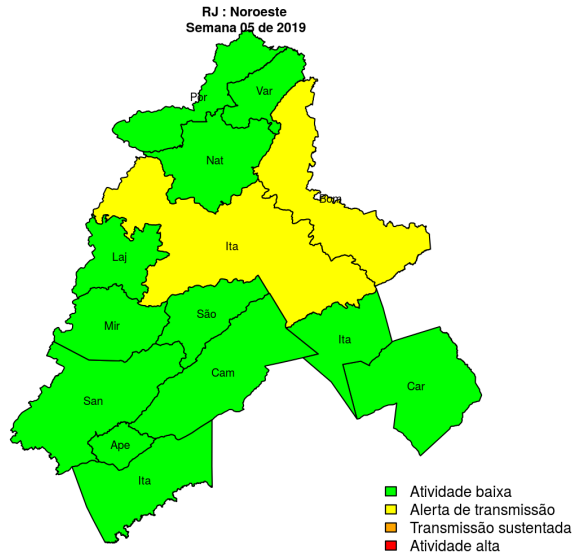 RJ : Noroeste
Semana 05 de 2019
Por
Var
Nat
Bom
Ita
Laj
São
Mir
Ita
Cam
Car
San
Ape
Ita
Atividade baixa
Alerta de transmissão
Transmissão sustentada
Atividade alta